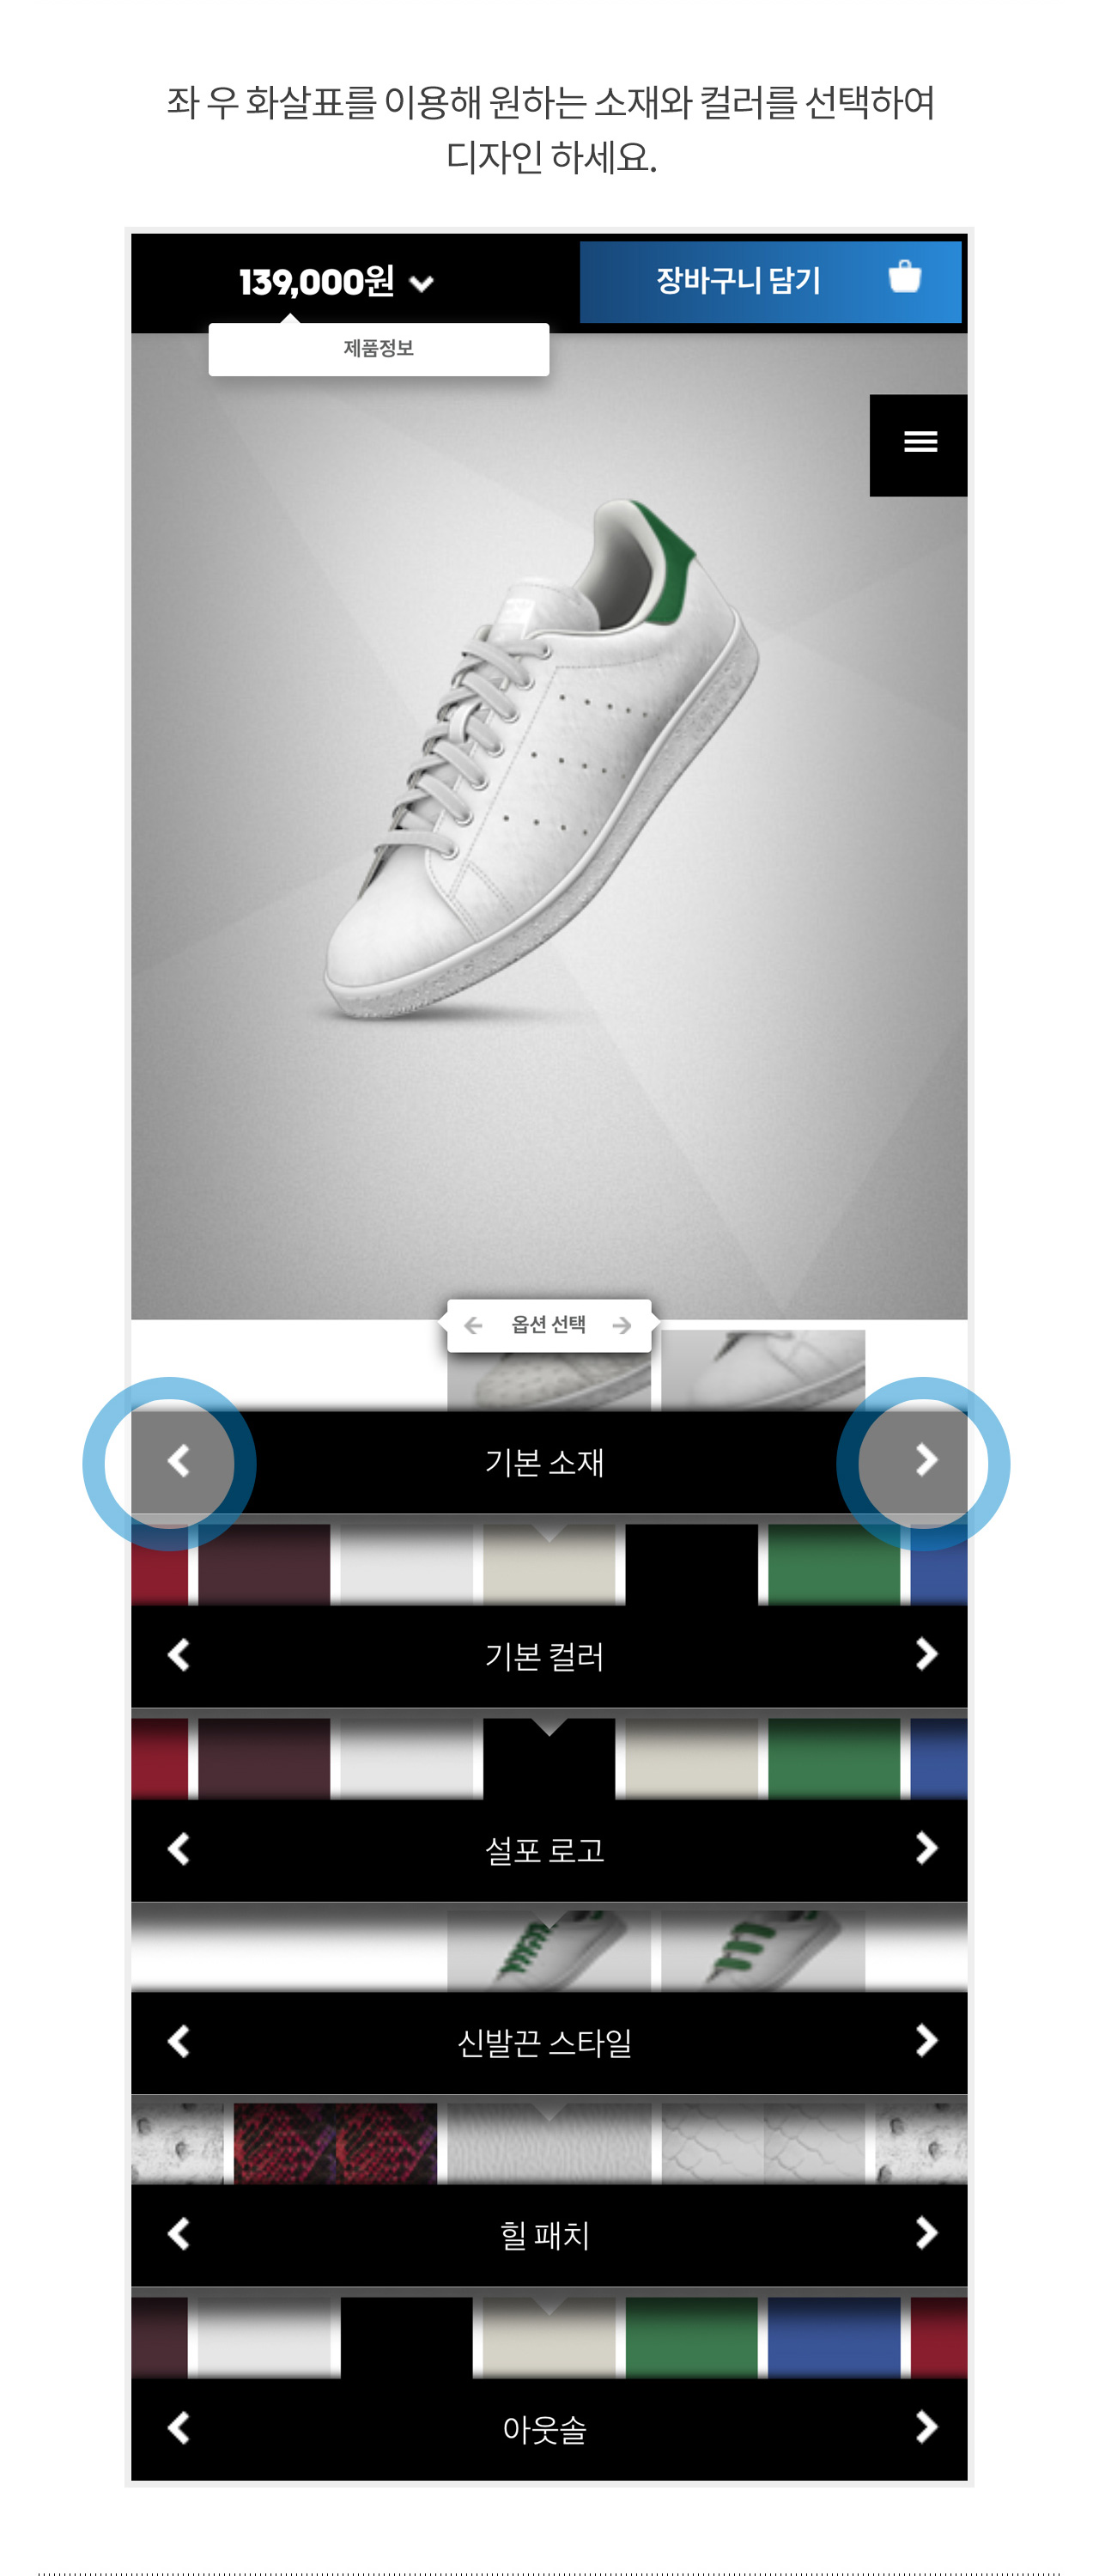 좌 우 화살표를 이용해 원하는 소재와 컬러를 선택하여
디자인 하세요.
139,000원
장바구니 담기
제품정보
옵션 선택
기본 소재
기본 컬러
설포 로고
신발끈 스타일
힐 패치
아웃솔